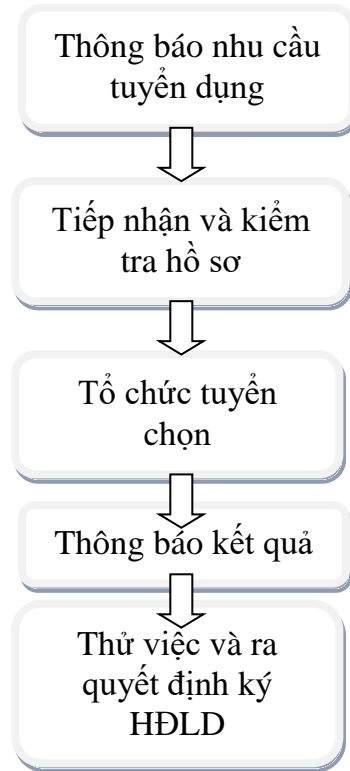 Thông báo nhu cầu
tuyển dụng
Tiếp nhận và kiểm
tra hồ sơ
Tổ chức tuyển
chọn
Thông báo kết quả
Thử việc và ra
quyết định ký
HĐLD